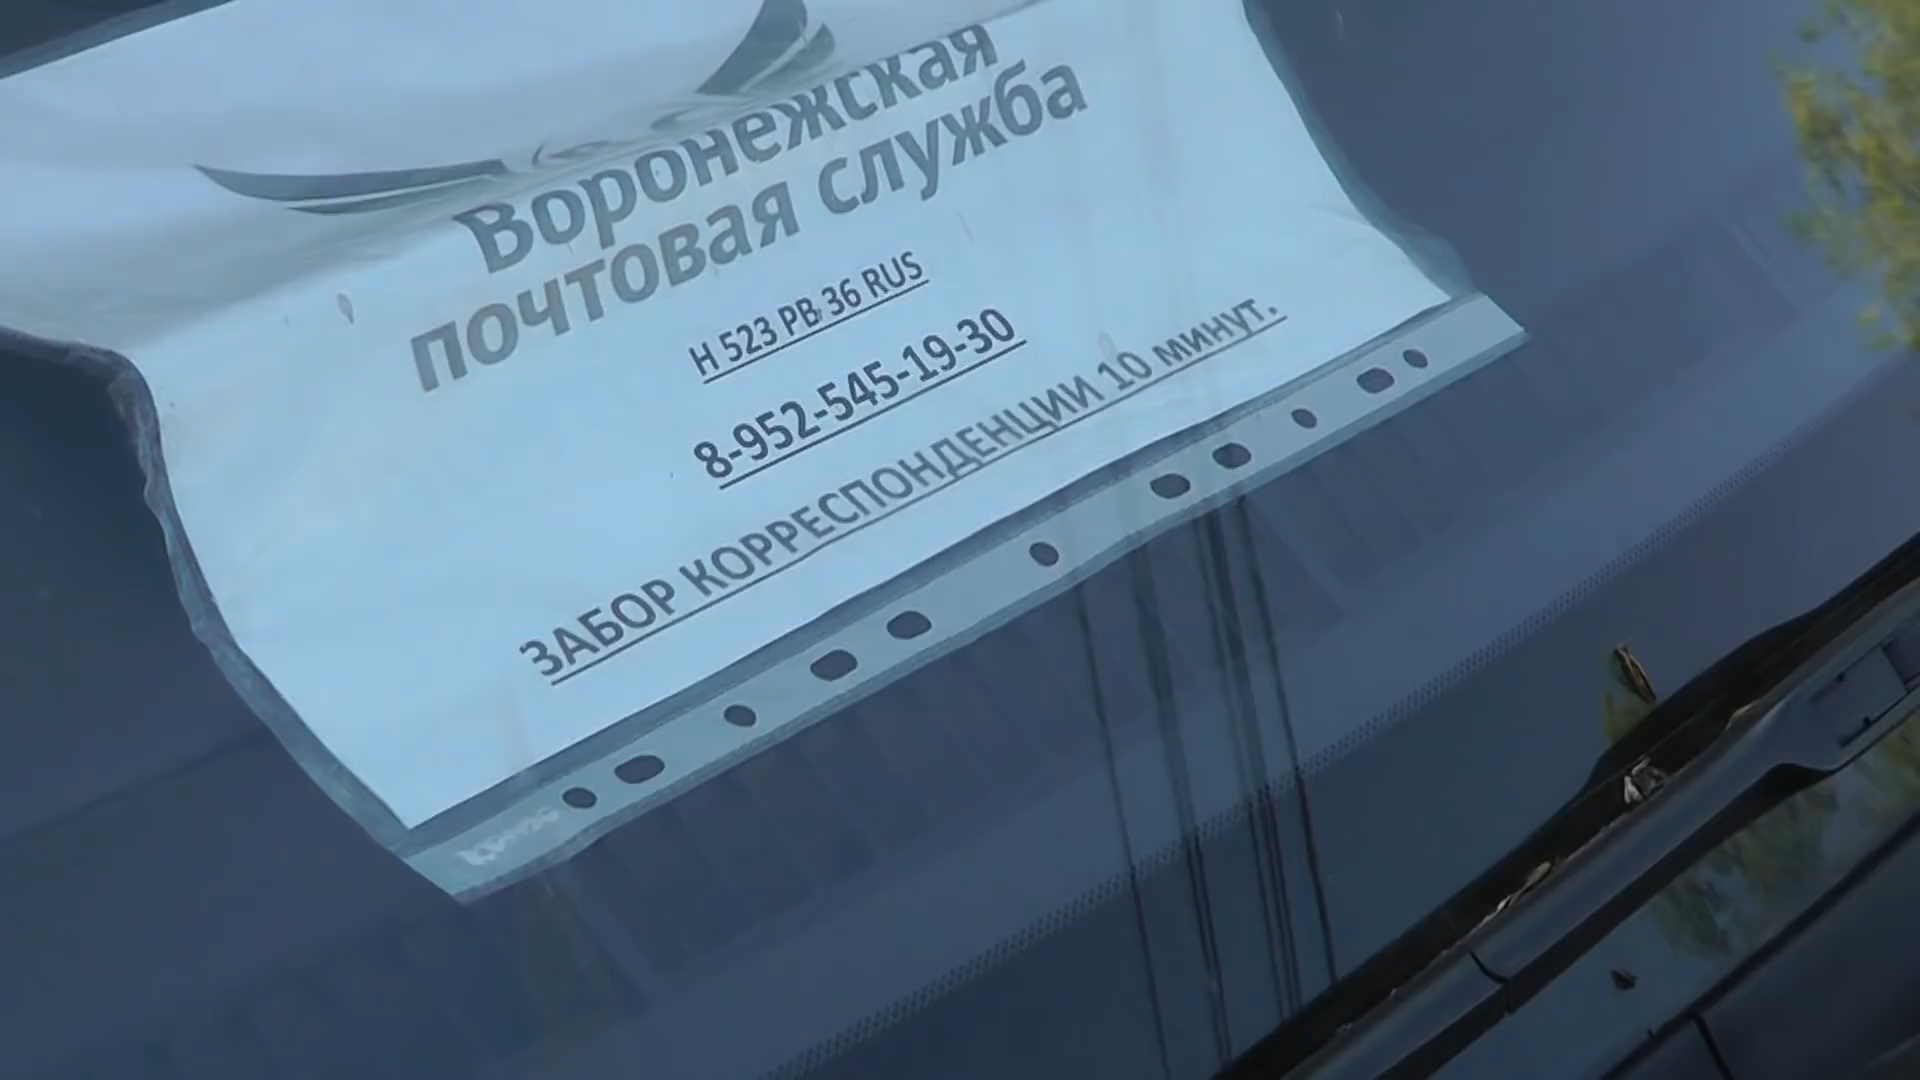 Воронежская
почтовая служба
Н 523 РВ, 36 RUS
8-952-545-19-30
ЗАБОР КОРРЕСПОНДЕНЦИИ 10 минут.